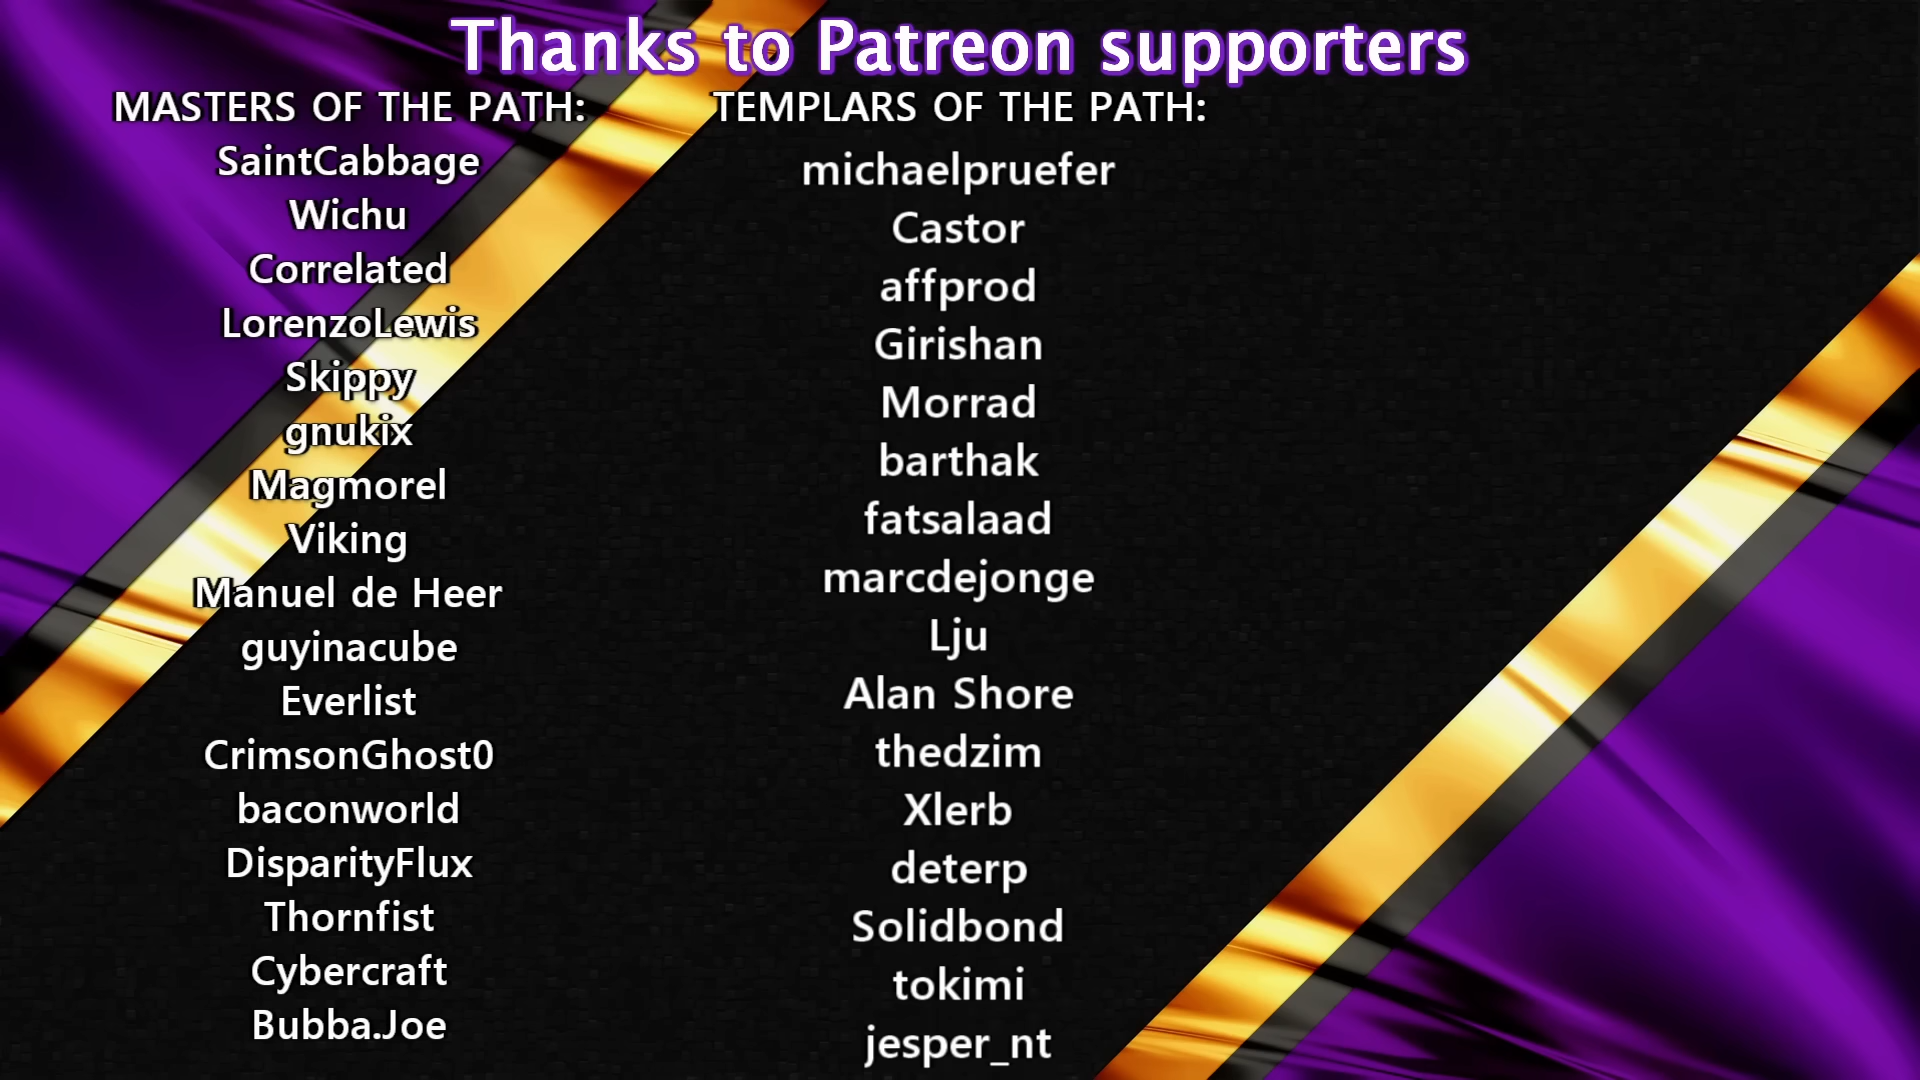 Thanks to Patreon supporters
MASTERS OF THE PATH:
SaintCabbage
Wichu
Correlated
LorenzoLewis
Skippy
gnukix
Magmorel
Viking
Manuel de Heer
guyinacube
Everlist
CrimsonGhost0
baconworld
DisparityFlux
Thornfist
Cybercraft
Bubba.Joe
TEMPLARS OF THE PATH:
michaelpruefer
Castor
affprod
Girishan
Morrad
barthak
fatsalaad
marcdejonge
Lju
Alan Shore
thedzim
Xlerb
deterp
Solidbond
tokimi
jesper_nt